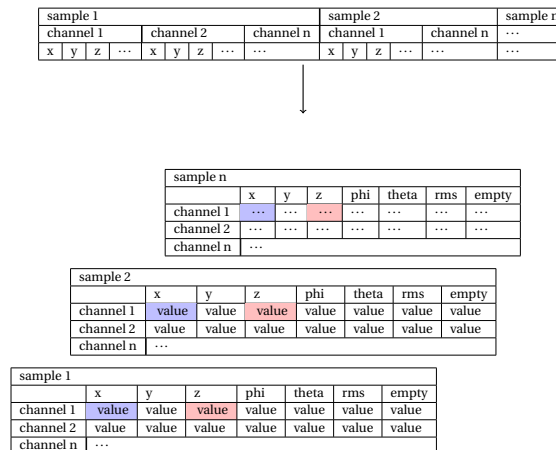 sample 1 sample 2 sample n
channel 1 channel 2 channel n channel 1 channel n ...
x y z ... x y z ... ... x y z ... ...
sample n
x y z phi theta rms empty
channel 1 ... ... ... ... ... ... ...
channel 2 ... ... ... ... ... ... ...
channel n ...
sample 2
x y z phi theta rms empty
channel 1 value value value value value value value
channel 2 value value value value value value value
channel n ...
sample 1
x y z phi theta rms empty
channel 1 value value value value value value value
channel 2 value value value value value value value
channel n ...